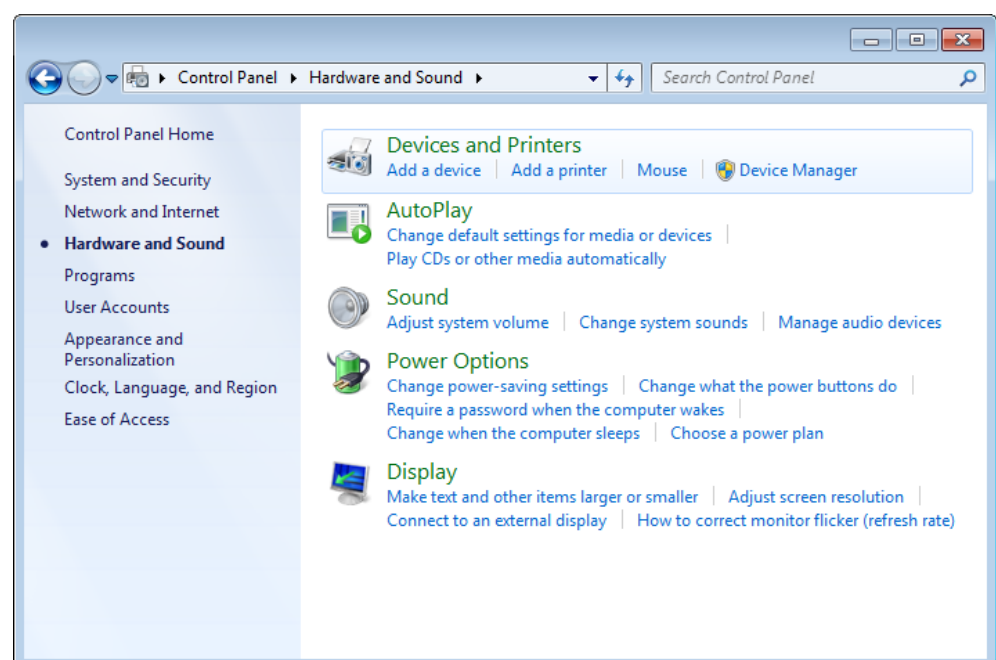 Control Panel Hardware and Sound Search Control Panel
Control Panel Home
System and Security
Network and Internet
Hardware and Sound
Programs
User Accounts
Appearance and
Personalization
Clock, Language, and Region
Ease of Access
Devices and Printers
Add a device Add a printer Mouse Device Manager
AutoPlay
Change default settings for media or devices
Play CDs or other media automatically
Sound
Adjust system volume Change system sounds Manage audio devices
Power Options
Change power-saving settings Change what the power buttons do
Require a password when the computer wakes
Change when the computer sleeps Choose a power plan
Display
Make text and other items larger or smaller Adjust screen resolution
Connect to an external display How to correct monitor flicker (refresh rate)